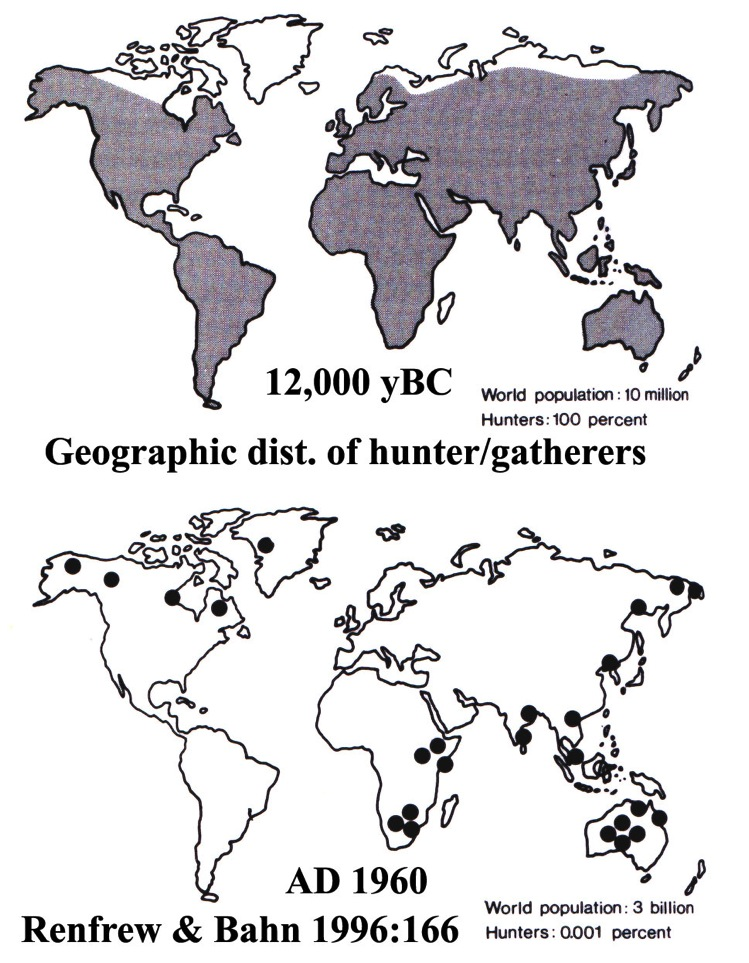 12,000 yBC
World population: 10 million
Hunters: 100 percent
Geographic dist. of hunter/gatherers
AD 1960
World population: 3 billion
Hunters: 0.001 percent
Renfrew & Bahn 1996:166